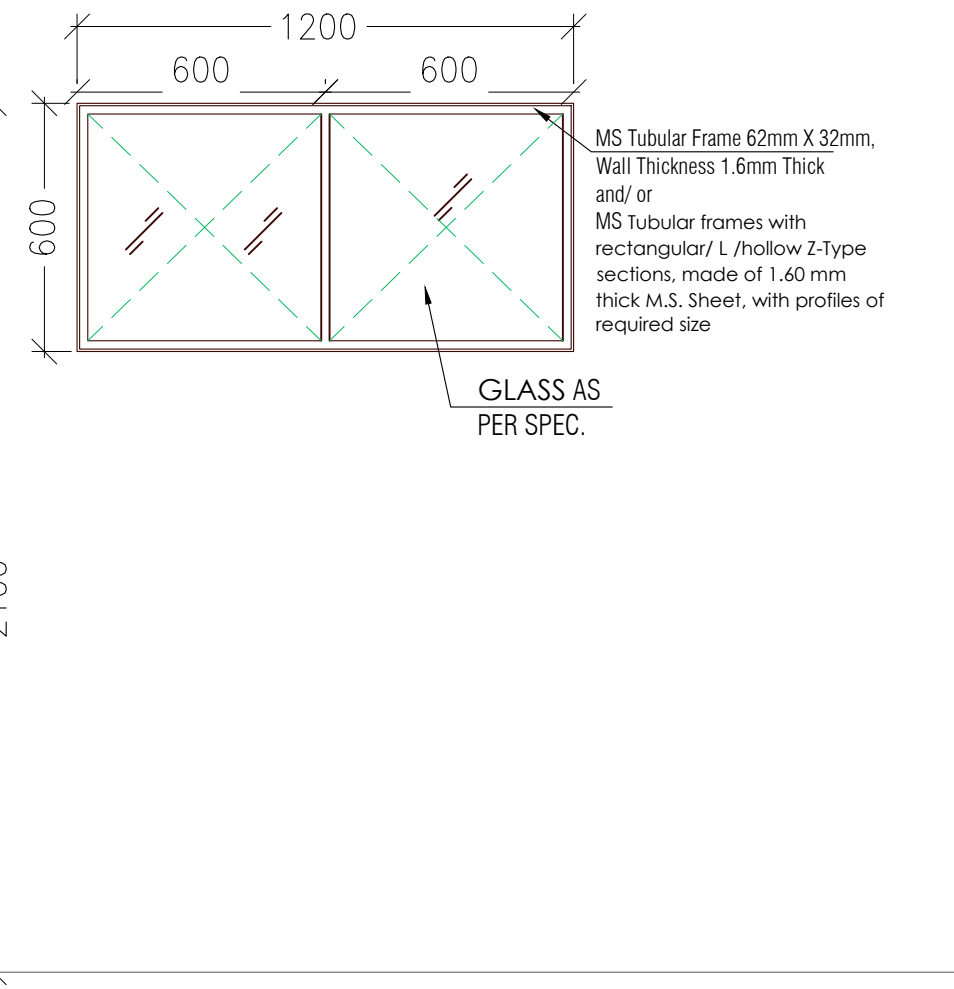 1200
600
600
600
MS Tubular Frame 62mm X 32mm,
Wall Thickness 1.6mm Thick
and/ or
MS Tubular frames with
rectangular/ L /hollow Z-Type
sections, made of 1.60 mm
thick M.S. Sheet, with profiles of
required size
GLASS AS
PER SPEC.